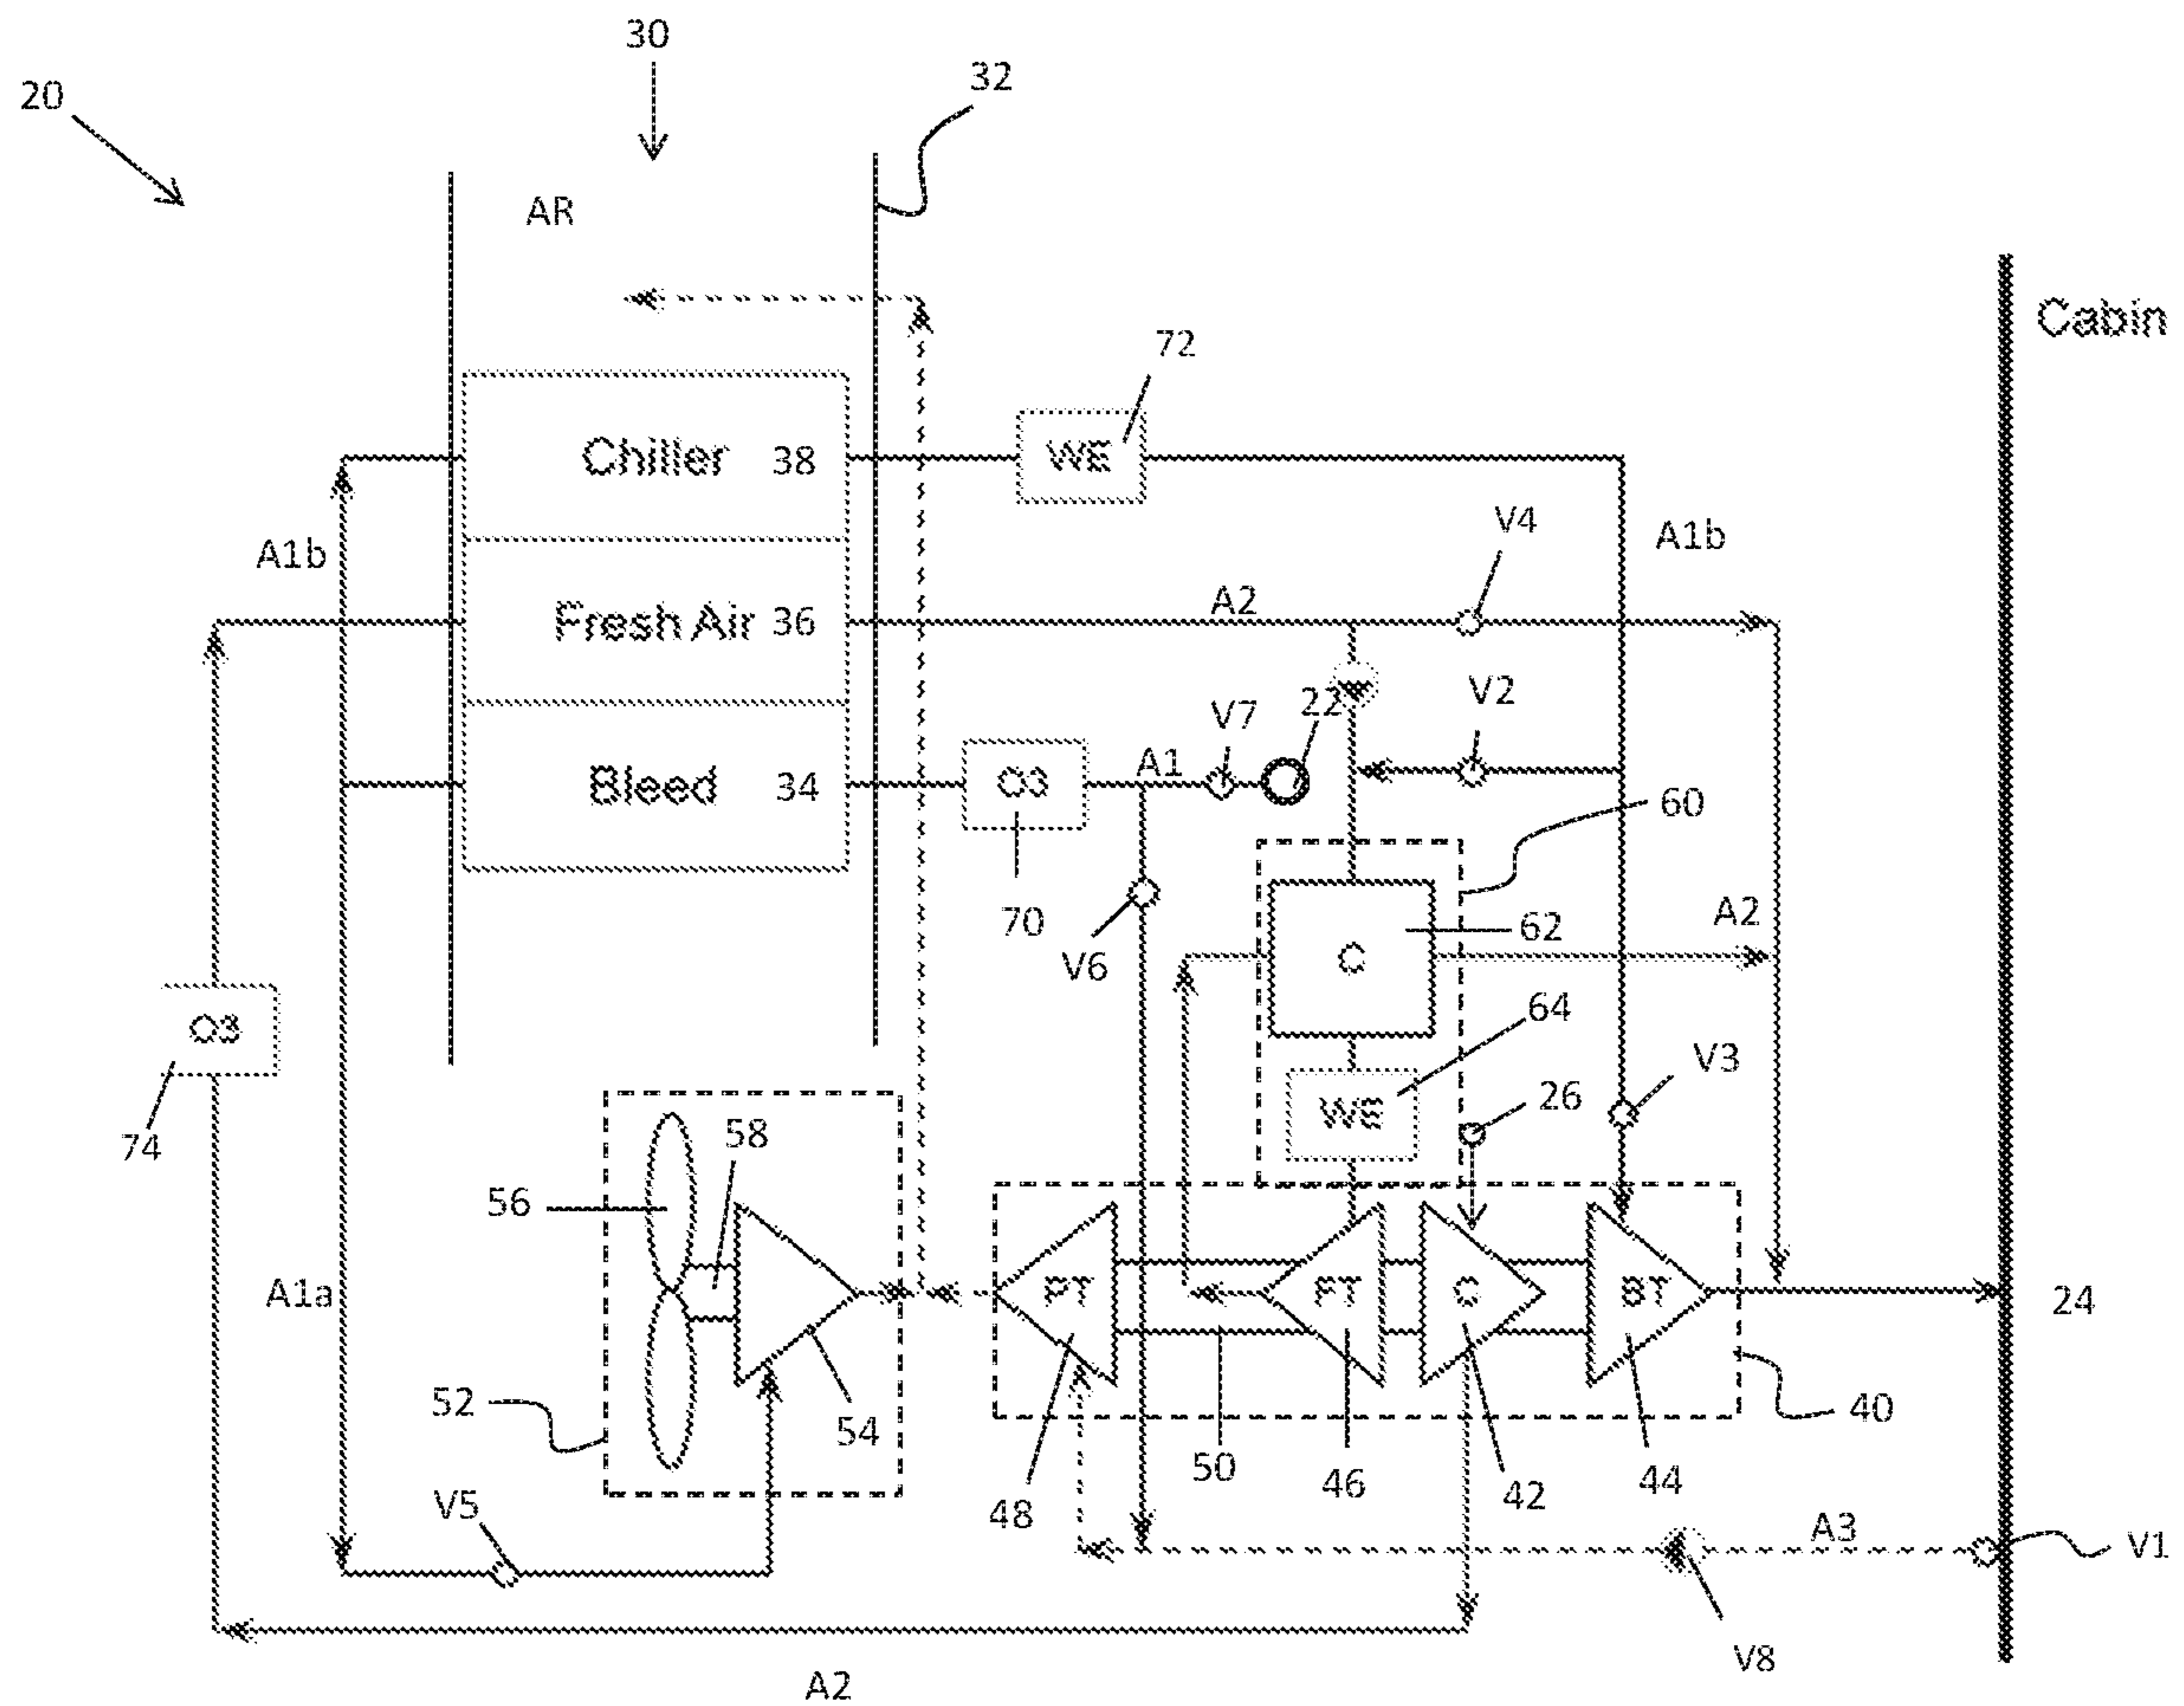 30
32
20
AR
Cabin
72
Chiller 38
WE
V4
A1b
A1b
A2
Fresh Air 36
V2
V7
22
A1
Bleed 34
O3
60
70
V6
62
A2
C
64
O3
V3
26
74
WE
58
56
PT
FT
C
BT
24
A1a
54
52
40
50
46
42
44
48
V5
A3
V1
V8
A2